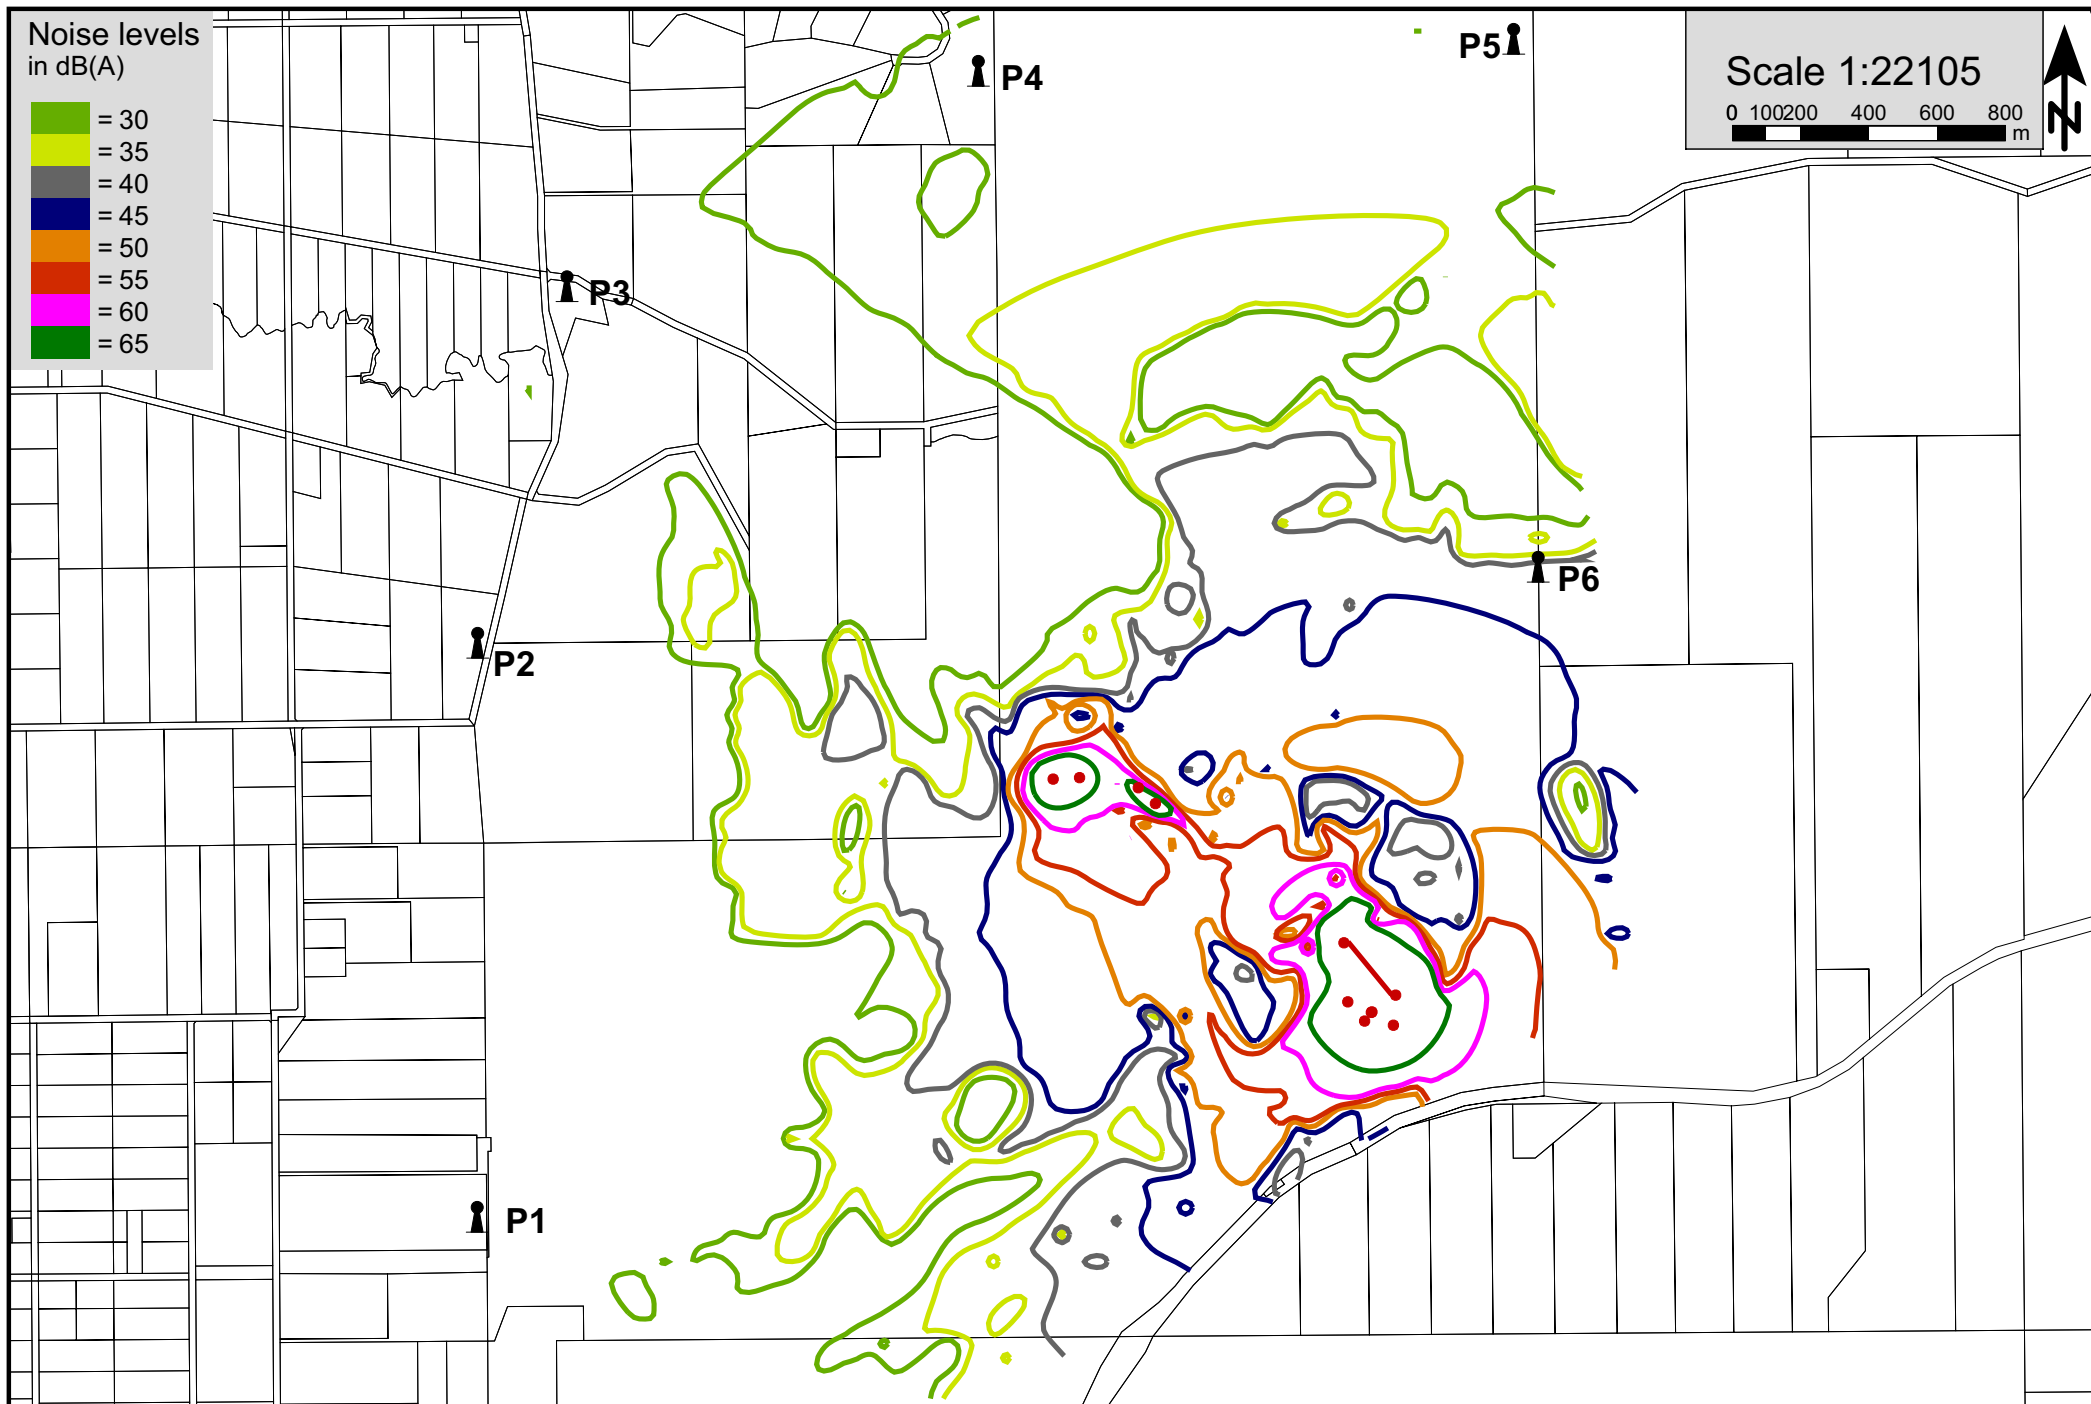 Noise levels
in dB(A)
= 30
= 35
= 40
= 45
= 50
= 55
= 60
= 65
P4
P5
Scale 1:22105
0 100200 400 600 800
m
N
P3
P6
P2
P1